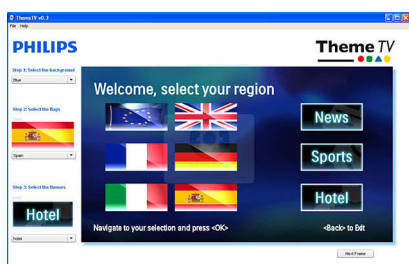 ThemeTV v0.3
File Help
PHILIPS
Theme TV
Step 1: Select the background
Blue
Step 2: Select the flags
Spain
Step 3: Select the themes
Hotel
hotel
Welcome, select your region
News
Sports
Hotel
Navigate to your selection and press <OK>
<Back> to Exit
Next Frame